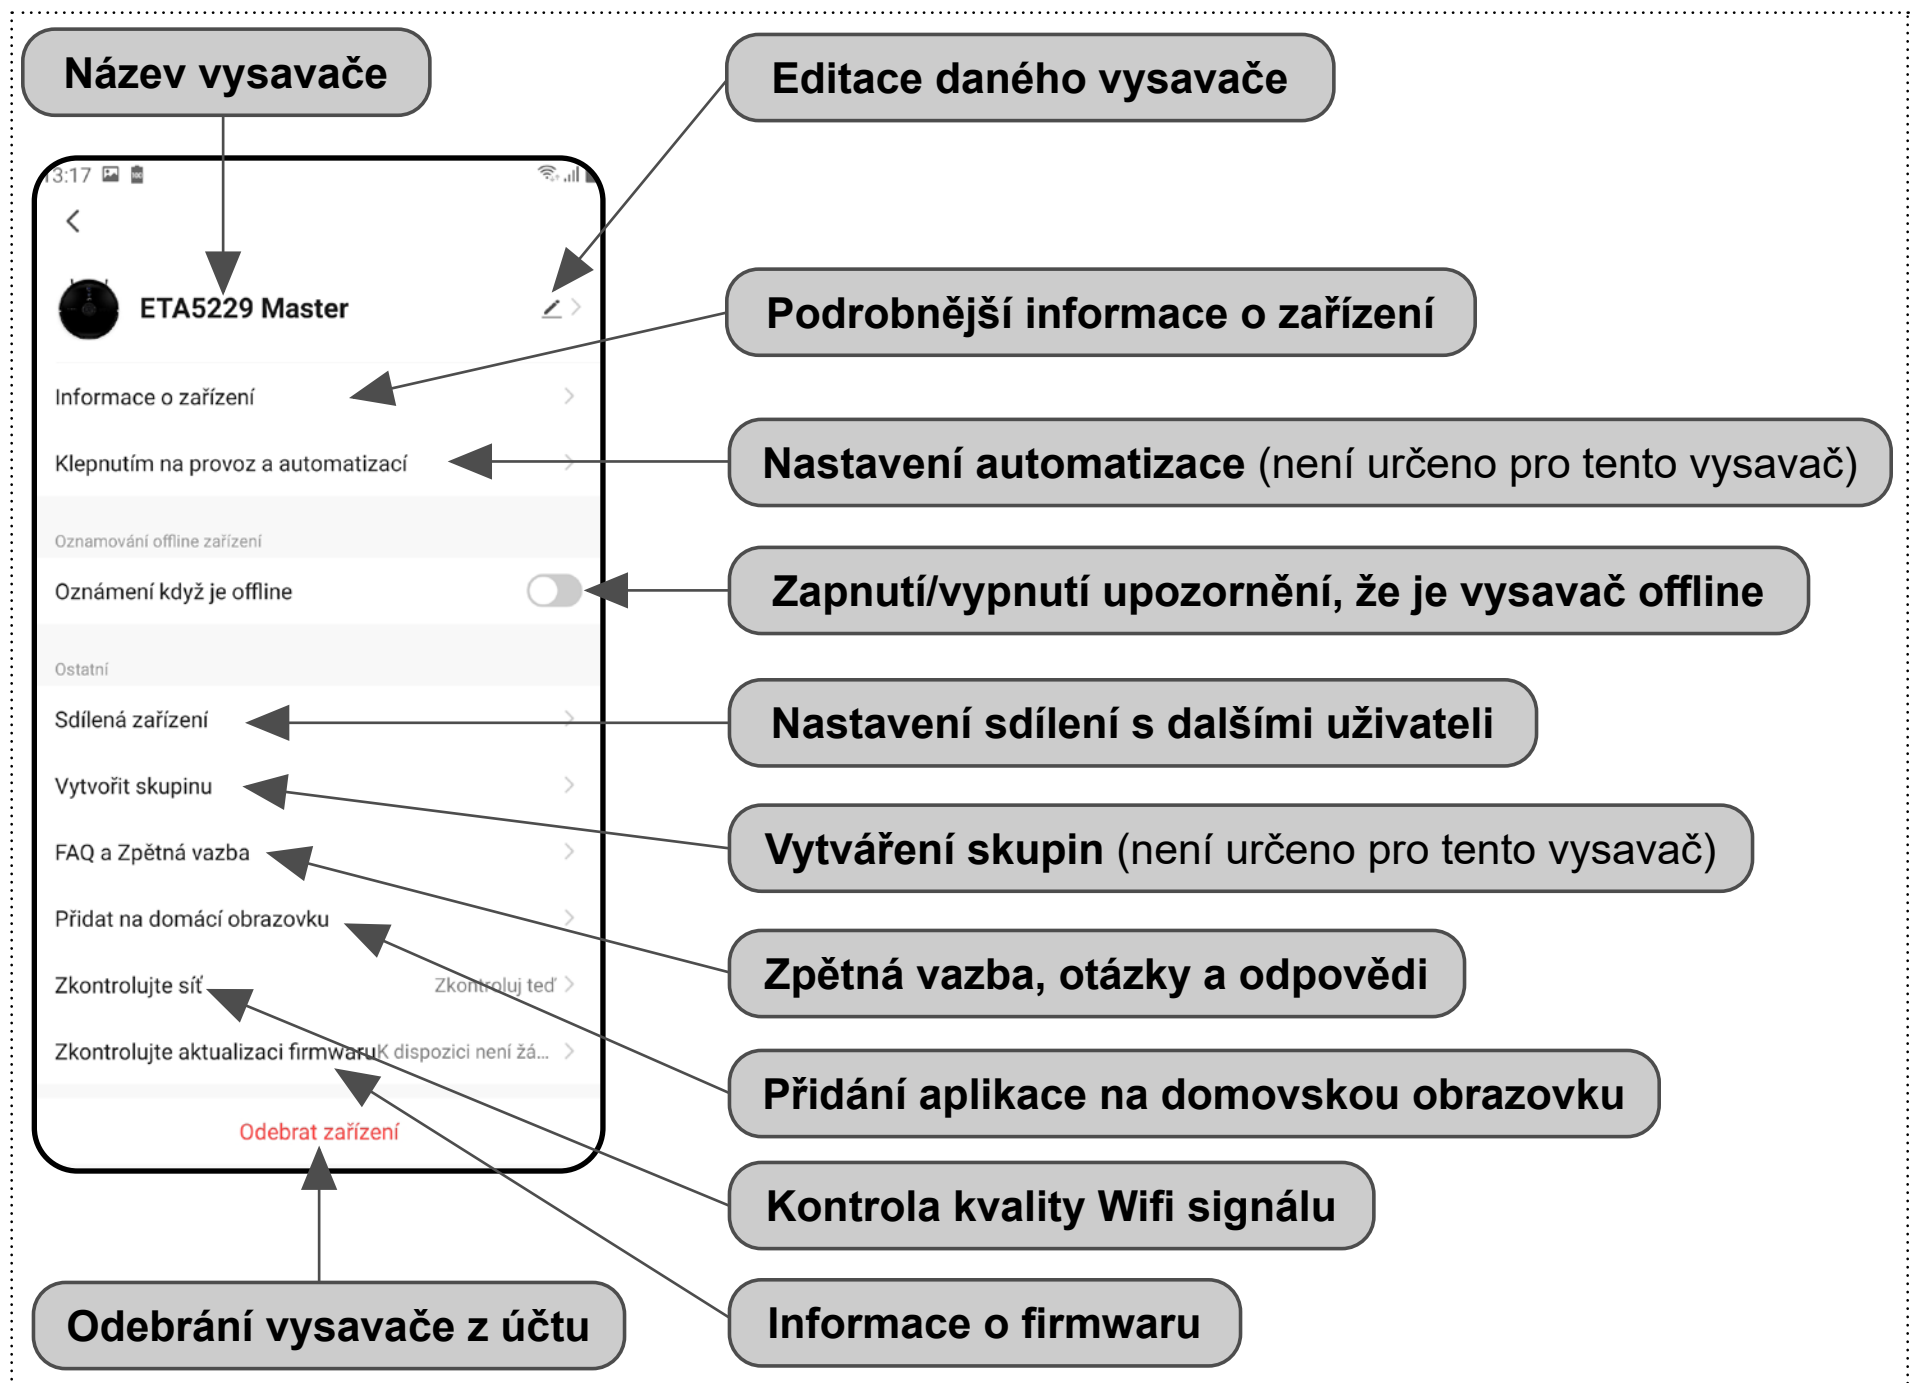 Název vysavače
Editace daného vysavače
3:17
ETA5229 Master
Podrobnější informace o zařízení
Informace o zařízení
Klepnutím na provoz a automatizací
Nastavení automatizace (není určeno pro tento vysavač)
Oznamování offline zařízení
Oznámení když je offline
Zapnutí/vypnutí upozornění, že je vysavač offline
Ostatní
Sdílená zařízení
Nastavení sdílení s dalšími uživateli
Vytvořit skupinu
Vytváření skupin (není určeno pro tento vysavač)
FAQ a Zpětná vazba
Přidat na domácí obrazovku
Zpětná vazba, otázky a odpovědi
Zkontrolujte síť Zkontroluj teď
Zkontrolujte aktualizaci firmwaruK dispozici není žá...
Přidání aplikace na domovskou obrazovku
Odebrat zařízení
Kontrola kvality Wifi signálu
Odebrání vysavače z účtu
Informace o firmwaru